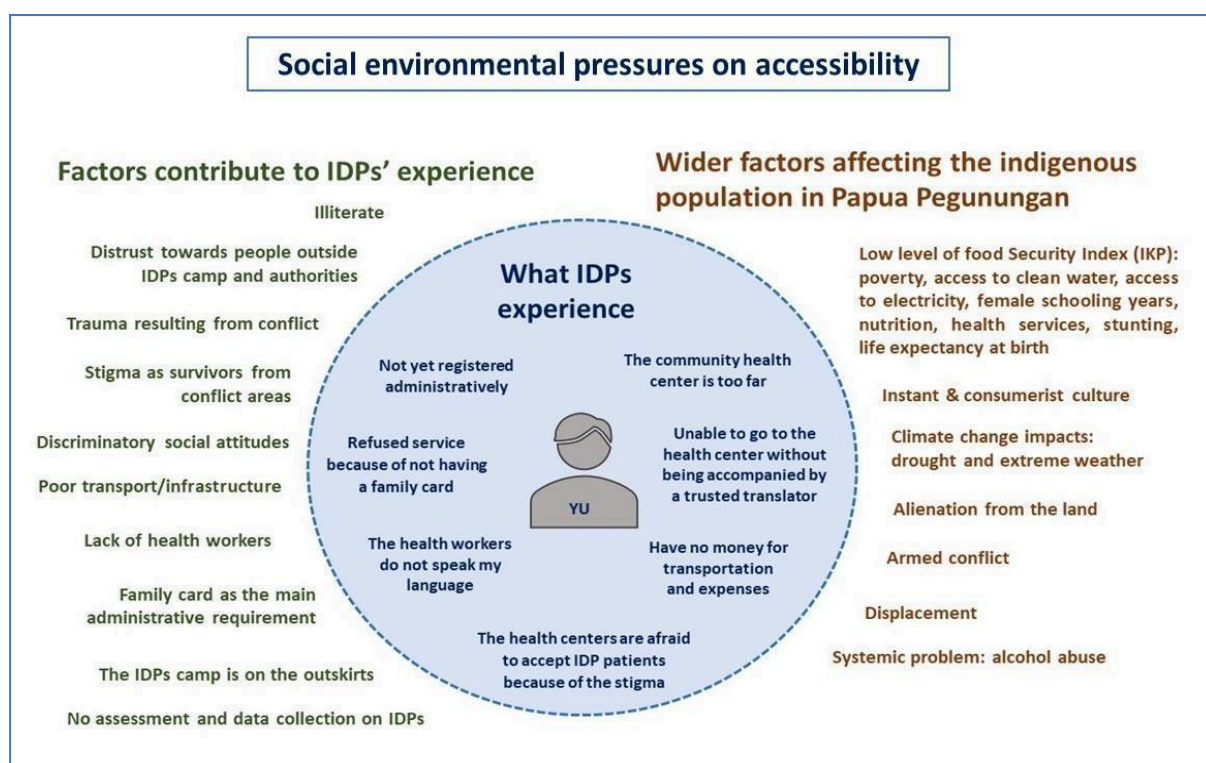 Social environmental pressures on accessibility
Factors contribute to IDPs' experience
Illiterate
Distrust towards people outside
IDPs camp and authorities
Trauma resulting from conflict
Stigma as survivors from
conflict areas
Discriminatory social attitudes
Poor transport/infrastructure
Lack of health workers
Family card as the main
administrative requirement
The IDPs camp is on the outskirts
No assessment and data collection on IDPs
What IDPs
experience
Not yet registered
administratively
The community health
center is too far
Refused service
because of not having
a family card
Unable to go to the
health center without
being accompanied by
a trusted translator
YU
The health workers
do not speak my
language
Have no money for
transportation
and expenses
The health centers are afraid
to accept IDP patients
because of the stigma
Wider factors affecting the indigenous
population in Papua Pegunungan
Low level of food Security Index (IKP):
poverty, access to clean water, access
to electricity, female schooling years,
nutrition, health services, stunting,
life expectancy at birth
Instant & consumerist culture
Climate change impacts:
drought and extreme weather
Alienation from the land
Armed conflict
Displacement
Systemic problem: alcohol abuse